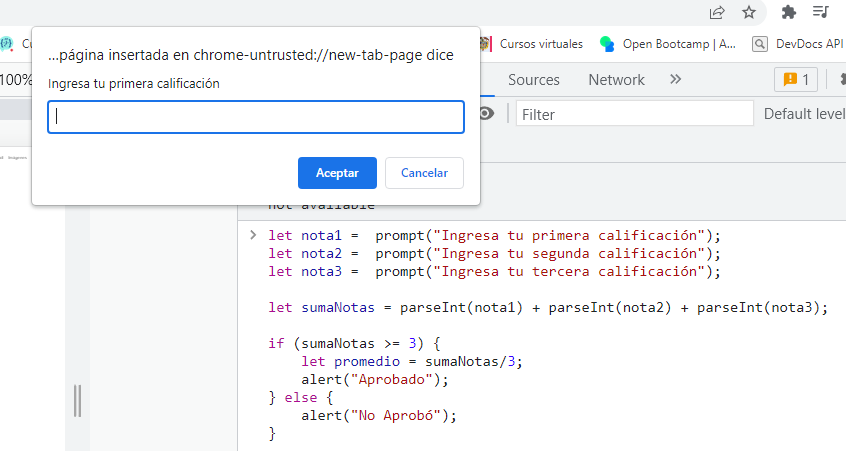 Cursos virtuales
Open Bootcamp | A...
DevDocs API
...página insertada en chrome-untrusted://new-tab-page dice
Ingresa tu primera calificación
Aceptar
Cancelar
100%
Sources
Network
1
Filter
Default level
not available
let nota1 =  prompt("Ingresa tu primera calificación");
let nota2 =  prompt("Ingresa tu segunda calificación");
let nota3 =  prompt("Ingresa tu tercera calificación");
let sumaNotas = parseInt(nota1) + parseInt(nota2) + parseInt(nota3);
if (sumaNotas >= 3) {
    let promedio = sumaNotas/3;
    alert("Aprobado");
} else {
    alert("No Aprobó");
}